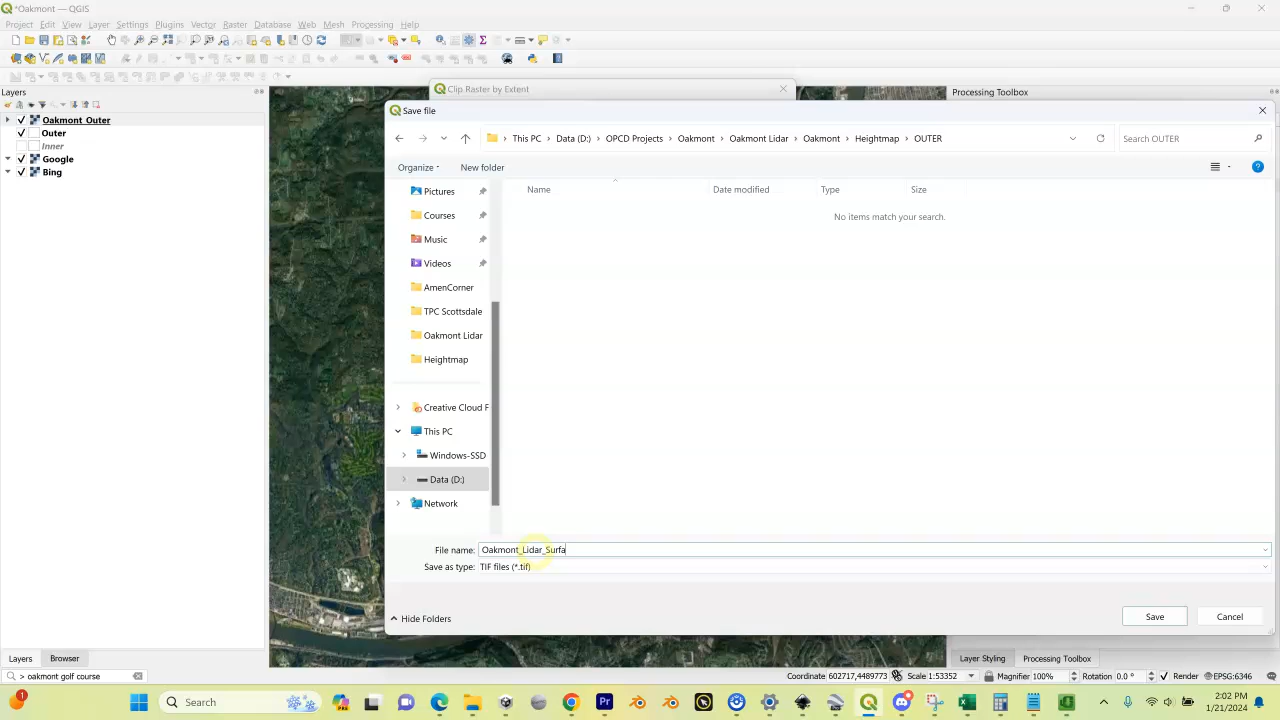 *Oakmont — QGIS
Project Edit View Layer Settings Plugins Vector Raster Database Web Mesh Processing Help
Layers
Oakmont_Outer
Outer
Inner
Google
Bing
Clip Raster by Extent
Processing Toolbox
Save file
This PC > Data (D:) > OPCD Projects > Oakmont > Oakmont Lidar > Oakmont > Heightmap > OUTER
Search OUTER
Organize
New folder
Name Date modified Type Size
No items match your search.
Pictures
Courses
Music
Videos
AmenCorner
TPC Scottsdale
Oakmont Lidar
Heightmap
Creative Cloud F
This PC
Windows-SSD
Data (D:)
Network
File name: Oakmont_Lidar_Surfa
Save as type: TIF files (*.tif)
Hide Folders
Save
Cancel
Layers Browser
Layer Styling Processing Toolbox
> oakmont golf course
Coordinate 602717,4489773 Scale 1:53352 Magnifier 100% Rotation 0.0 ° Render EPSG:6346
1
Search
2:02 PM
1/21/2024